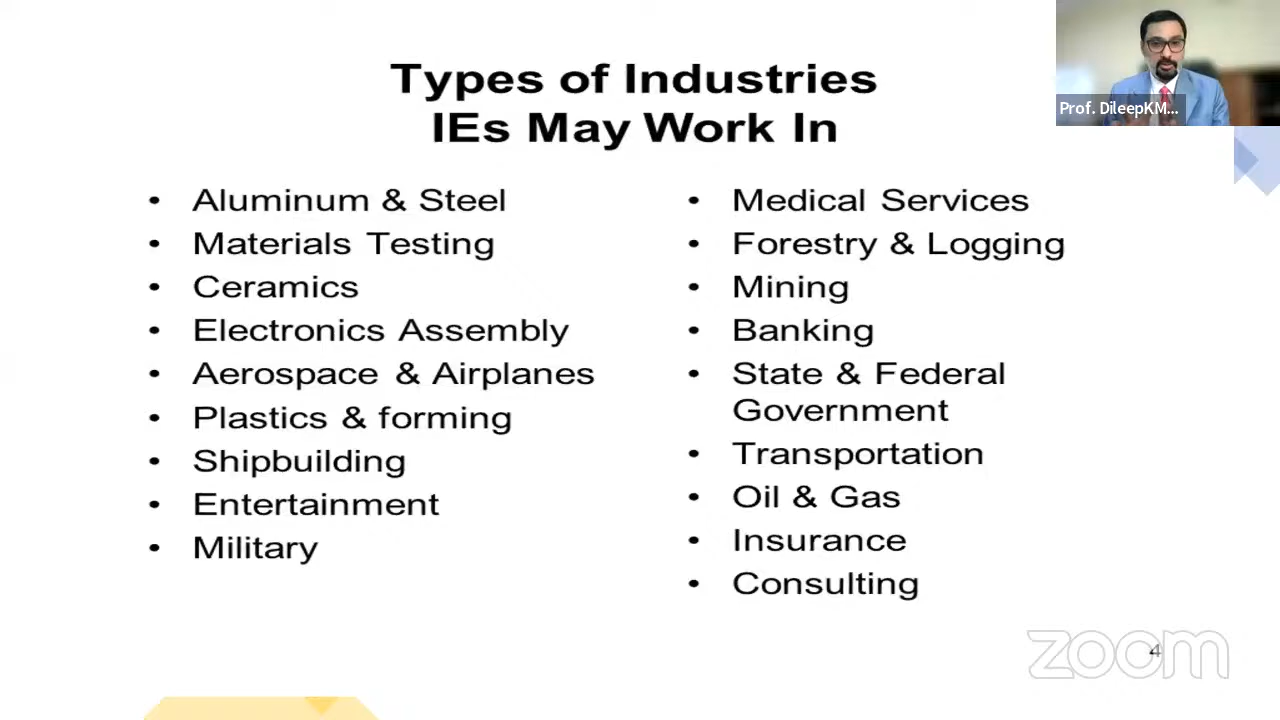 Types of Industries
IEs May Work In
• Aluminum & Steel
• Materials Testing
• Ceramics
• Electronics Assembly
• Aerospace & Airplanes
• Plastics & forming
• Shipbuilding
• Entertainment
• Military
• Medical Services
• Forestry & Logging
• Mining
• Banking
• State & Federal
Government
• Transportation
• Oil & Gas
• Insurance
• Consulting
Prof. DileepKM...
zoom
4